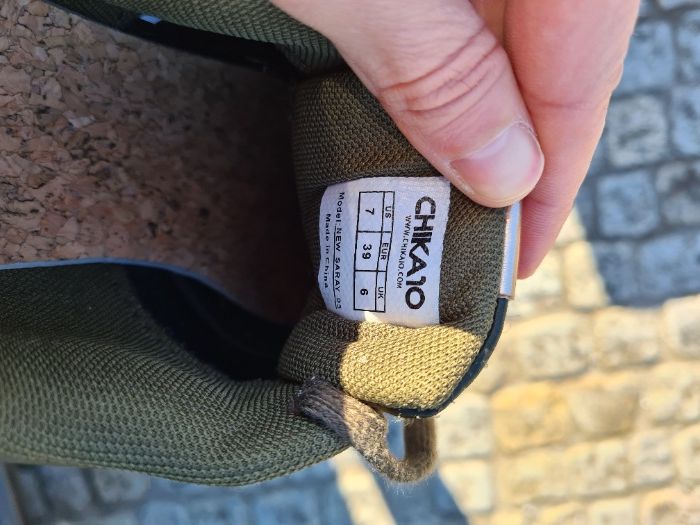 CHIKA10
WWW.CHIKA10.COM
US EUR UK
7 39 6
Model:NEW SARAY 03
Made in China